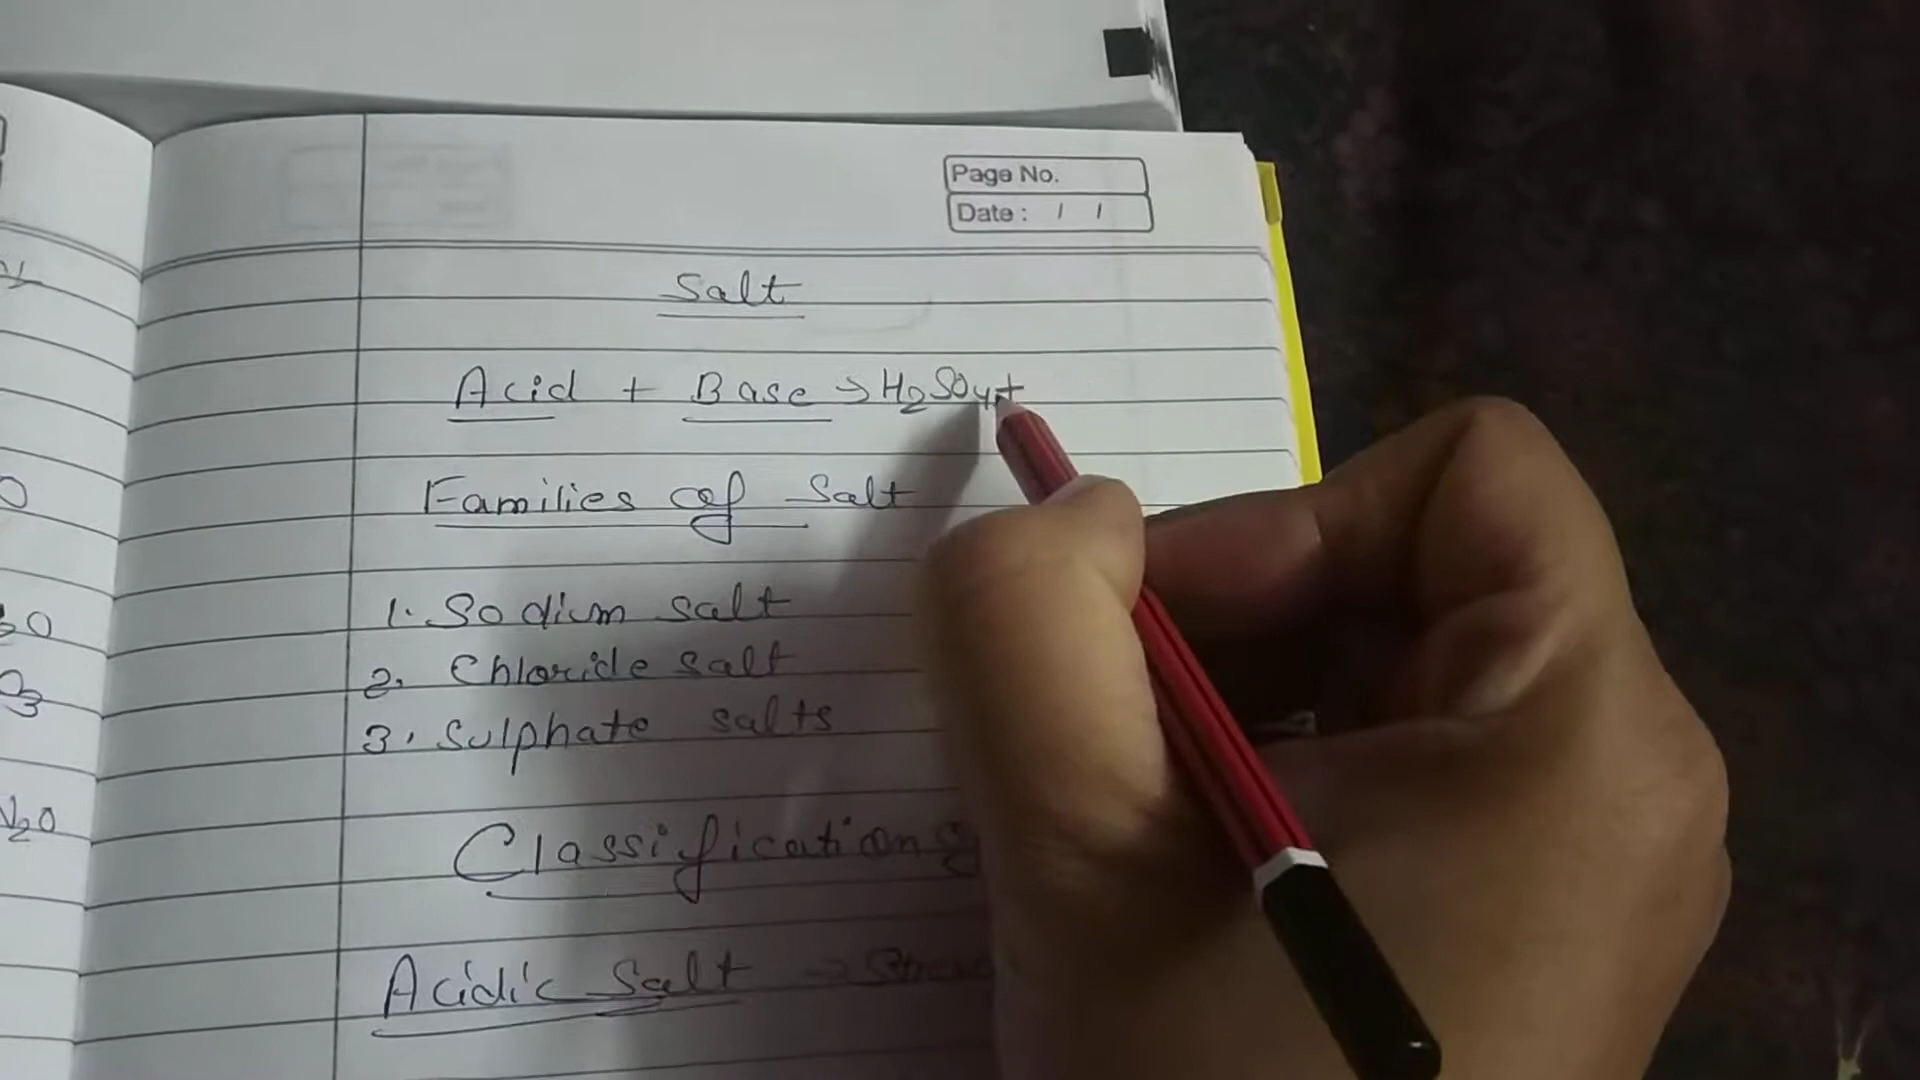 Page No.
Date : / /
Salt
Acid + Base → H2SO4 +
Families of Salt
1. Sodium salt
2. Chloride salt
3. Sulphate salts
Classification
Acidic Salt →
O
O3